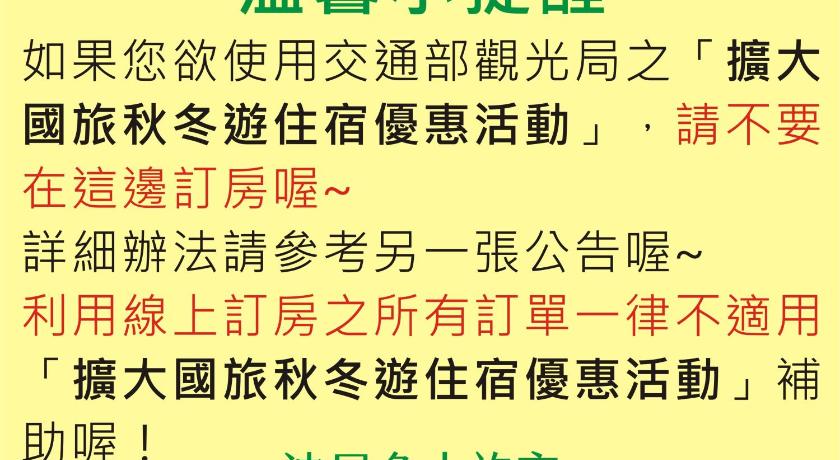 溫馨小提醒
如果您欲使用交通部觀光局之「擴大
國旅秋冬遊住宿優惠活動」，請不要
在這邊訂房喔~
詳細辦法請參考另一張公告喔~
利用線上訂房之所有訂單一律不適用
「擴大國旅秋冬遊住宿優惠活動」補
助喔！